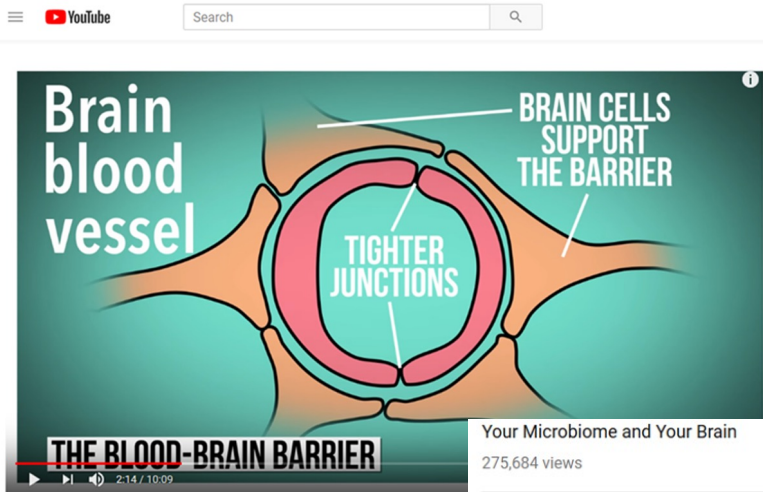 YouTube
Search
Brain
blood
vessel
BRAIN CELLS
SUPPORT
THE BARRIER
TIGHTER
JUNCTIONS
THE BLOOD-BRAIN BARRIER
2:14 / 10:09
Your Microbiome and Your Brain
275,684 views